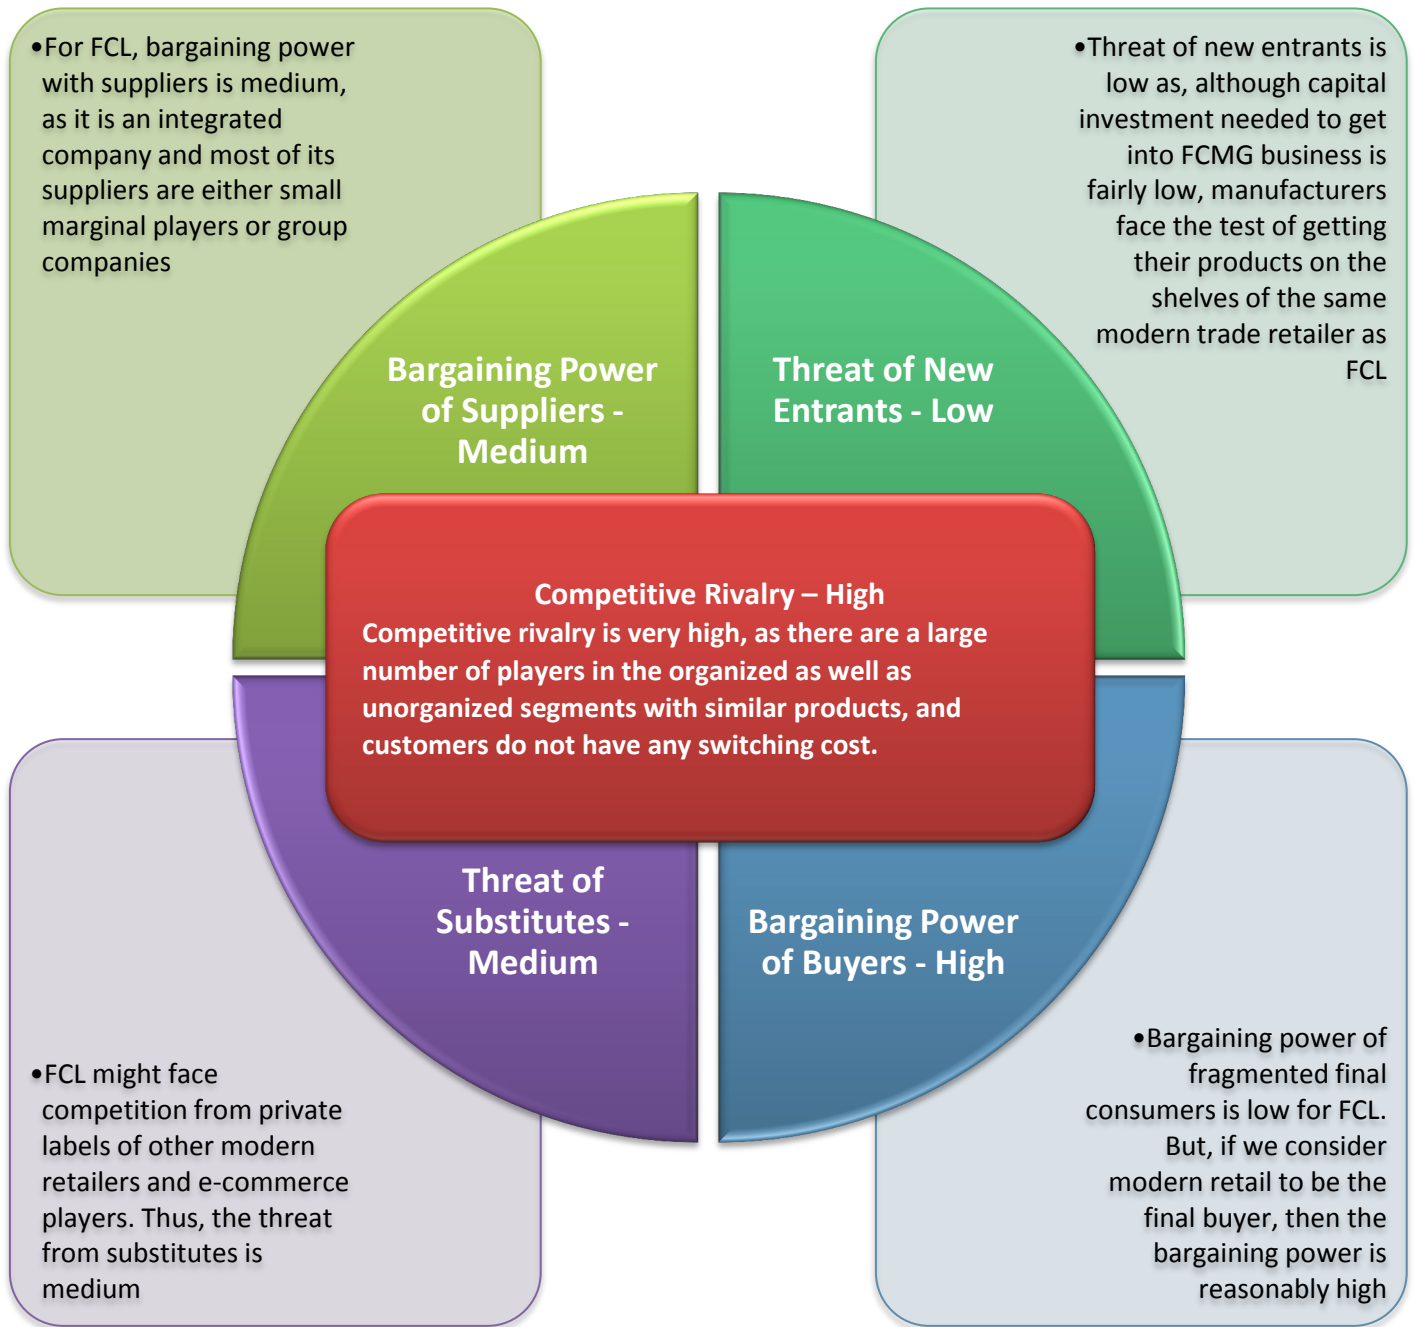 •For FCL, bargaining power
with suppliers is medium,
as it is an integrated
company and most of its
suppliers are either small
marginal players or group
companies
•Threat of new entrants is
low as, although capital
investment needed to get
into FCMG business is
fairly low, manufacturers
face the test of getting
their products on the
shelves of the same
modern trade retailer as
FCL
Bargaining Power
of Suppliers -
Medium
Threat of New
Entrants - Low
Competitive Rivalry – High
Competitive rivalry is very high, as there are a large
number of players in the organized as well as
unorganized segments with similar products, and
customers do not have any switching cost.
Threat of
Substitutes -
Medium
Bargaining Power
of Buyers - High
•FCL might face
competition from private
labels of other modern
retailers and e-commerce
players. Thus, the threat
from substitutes is
medium
•Bargaining power of
fragmented final
consumers is low for FCL.
But, if we consider
modern retail to be the
final buyer, then the
bargaining power is
reasonably high